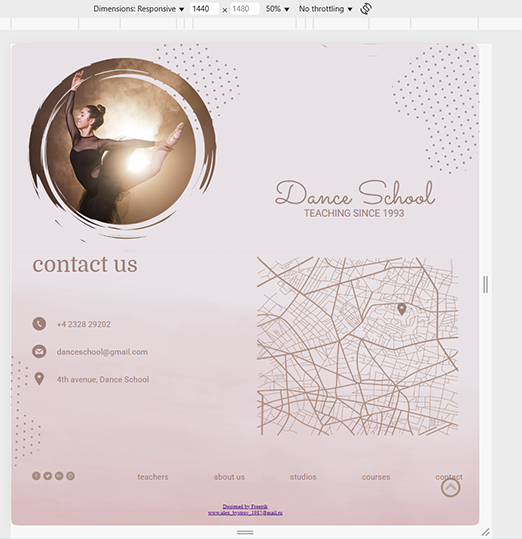 Dimensions: Responsive 1440 × 1480 50% No throttling
Dance School
TEACHING SINCE 1993
contact us
+4 2328 29202
danceschool@gmail.com
4th avenue, Dance School
teachers about us studios courses contact
Designed by Freepik
www.alex_bystrov_1987@mail.ru